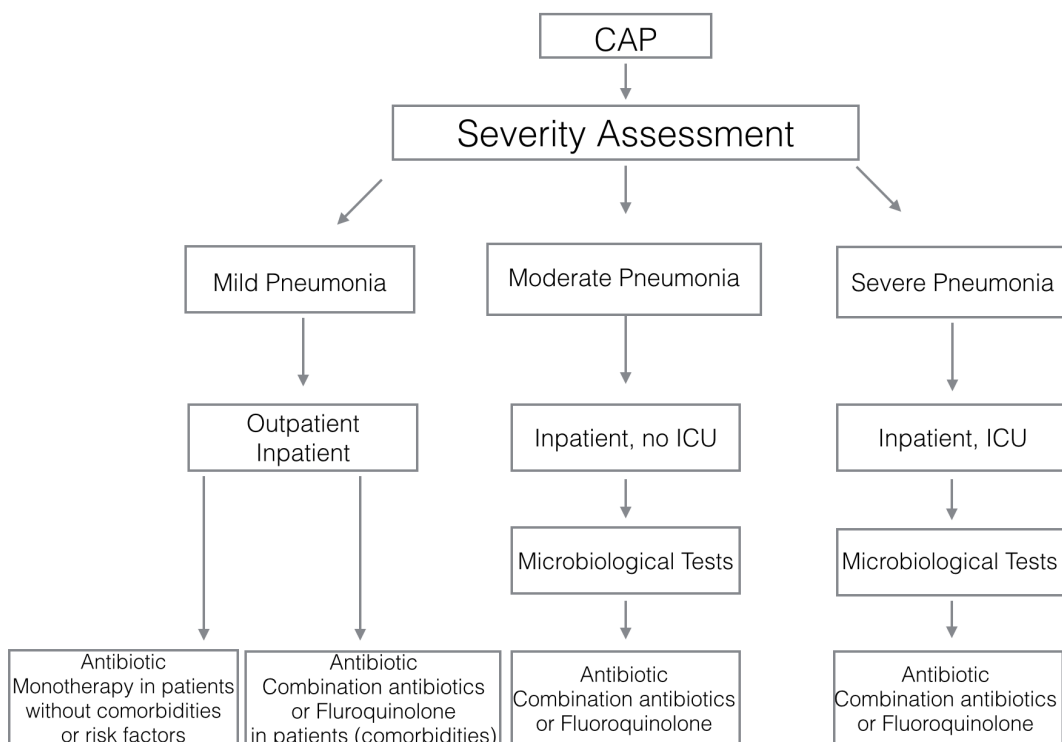 CAP
Severity Assessment
Mild Pneumonia
Moderate Pneumonia
Severe Pneumonia
Outpatient
Inpatient
Inpatient, no ICU
Inpatient, ICU
Microbiological Tests
Microbiological Tests
Antibiotic
Monotherapy in patients
without comorbidities
or risk factors
Antibiotic
Combination antibiotics
or Fluroquinolone
in patients (comorbidities)
Antibiotic
Combination antibiotics
or Fluoroquinolone
Antibiotic
Combination antibiotics
or Fluoroquinolone